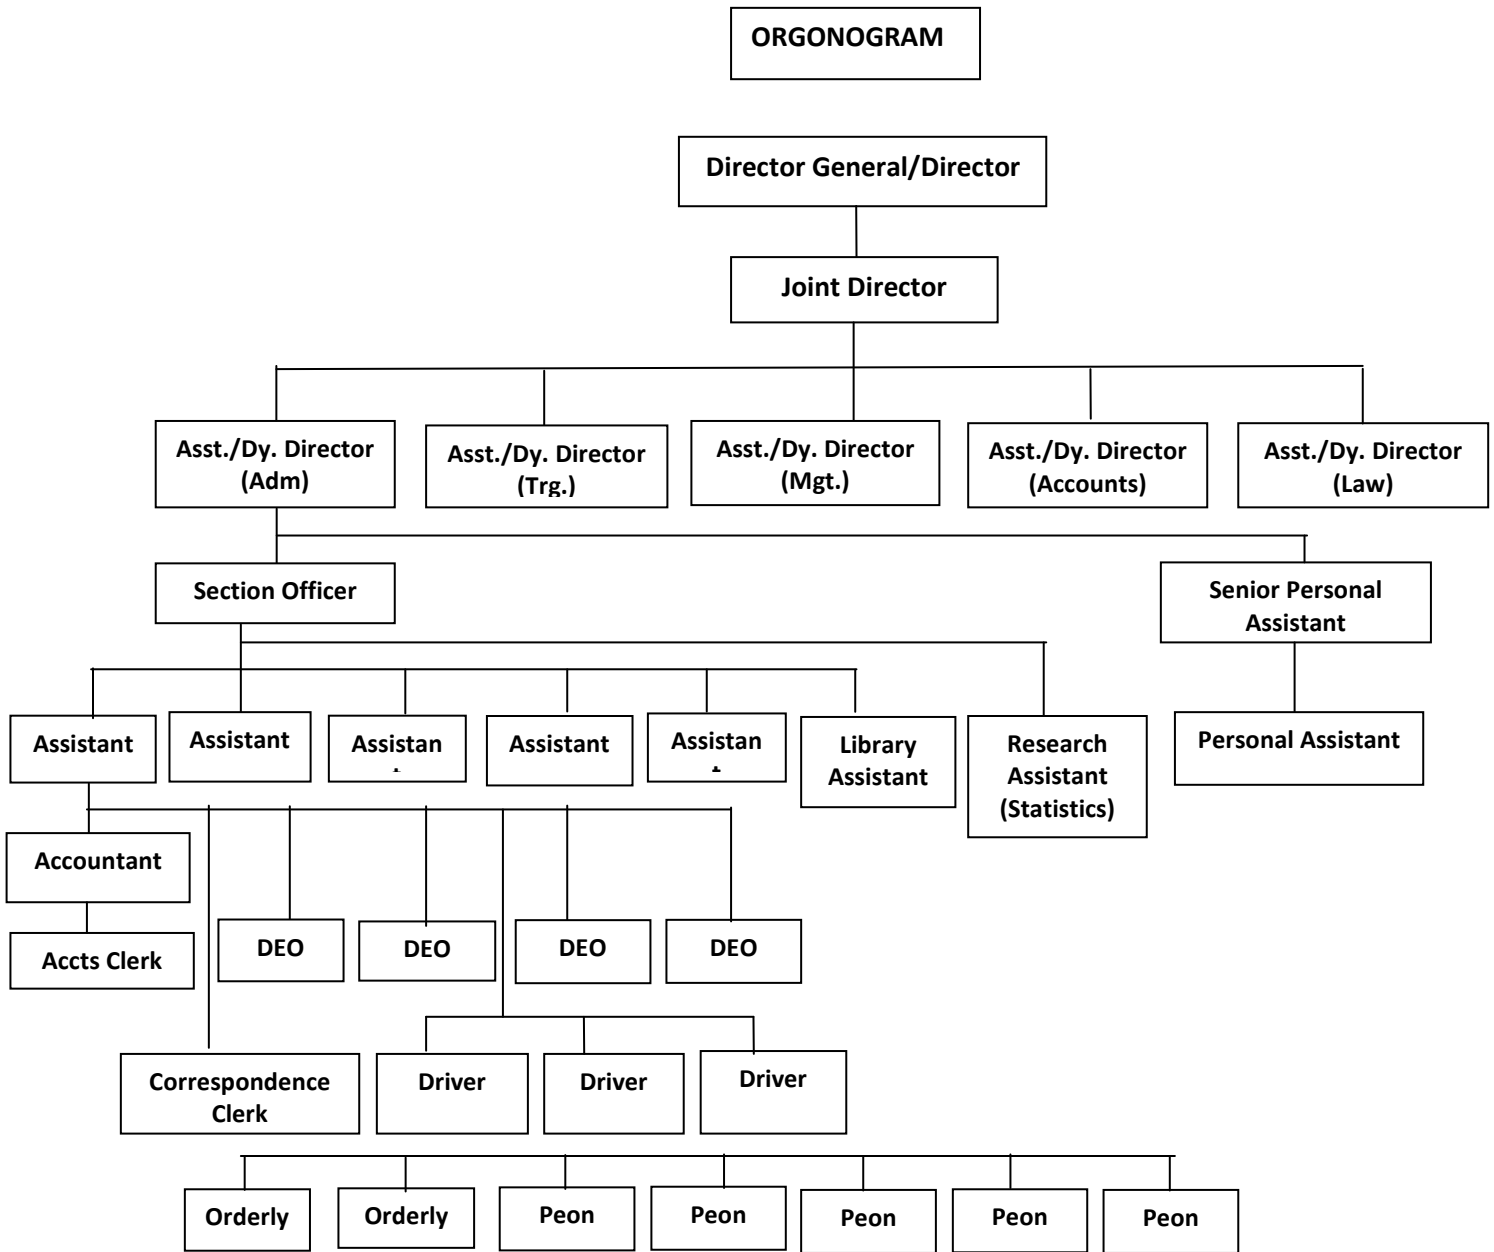 ORGONOGRAM
Director General/Director
Joint Director
Asst./Dy. Director
(Adm)
Asst./Dy. Director
(Trg.)
Asst./Dy. Director
(Mgt.)
Asst./Dy. Director
(Accounts)
Asst./Dy. Director
(Law)
Section Officer
Senior Personal
Assistant
Assistant
Assistant
Assistan
t
Assistant
Assistan
t
Library
Assistant
Research
Assistant
(Statistics)
Personal Assistant
Accountant
Accts Clerk
DEO
DEO
DEO
DEO
Correspondence
Clerk
Driver
Driver
Driver
Orderly
Orderly
Peon
Peon
Peon
Peon
Peon